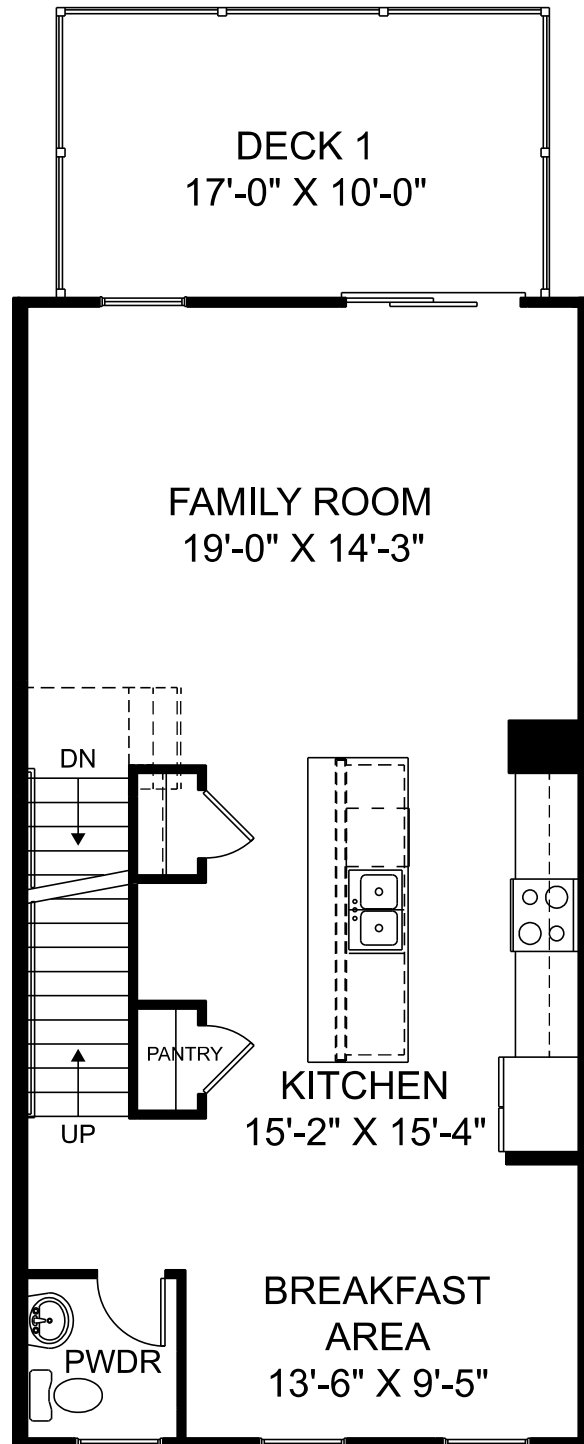 DECK 1
17'-0" X 10'-0"
FAMILY ROOM
19'-0" X 14'-3"
DN
PANTRY
UP
KITCHEN
15'-2" X 15'-4"
BREAKFAST
AREA
13'-6" X 9'-5"
PWDR